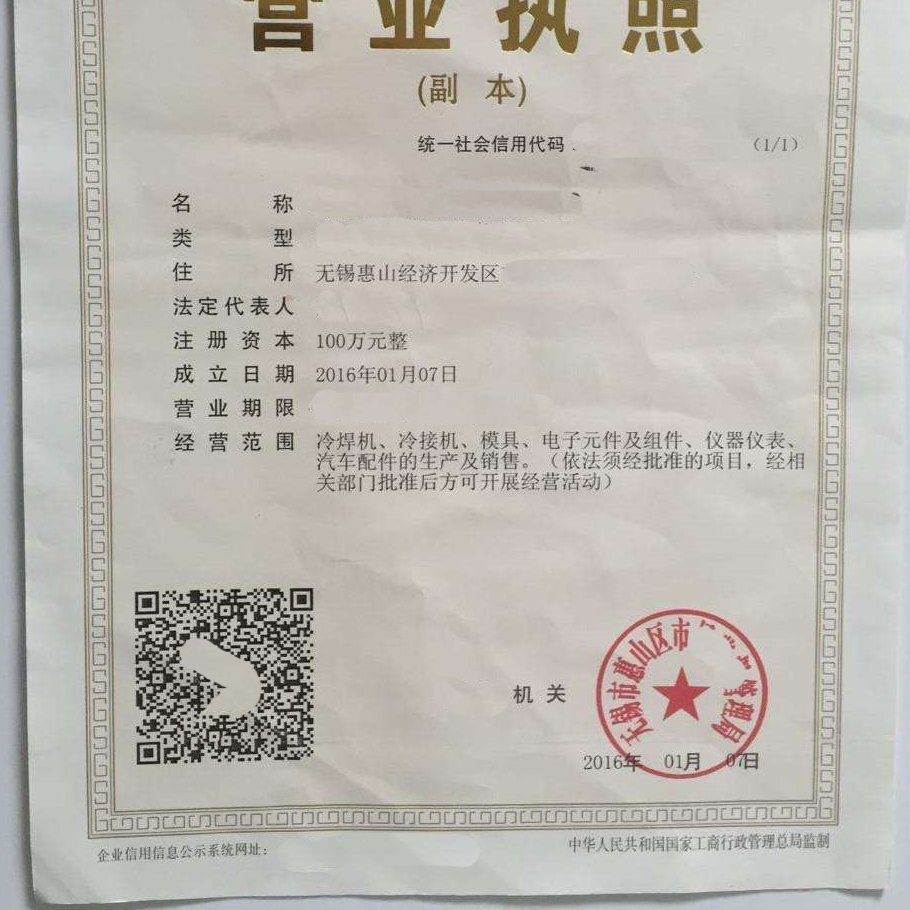 营业执照
(副 本)
统一社会信用代码 (1/1)
名称
类型
住所 无锡惠山经济开发区
法定代表人
注册资本 100万元整
成立日期 2016年01月07日
营业期限
经营范围 冷焊机、冷接机、模具、电子元件及组件、仪器仪表、
汽车配件的生产及销售。（依法须经批准的项目，经相
关部门批准后方可开展经营活动）
无锡市惠山区市 管理局
机关
2016年 01月 07日
企业信用信息公示系统网址：
中华人民共和国国家工商行政管理总局监制